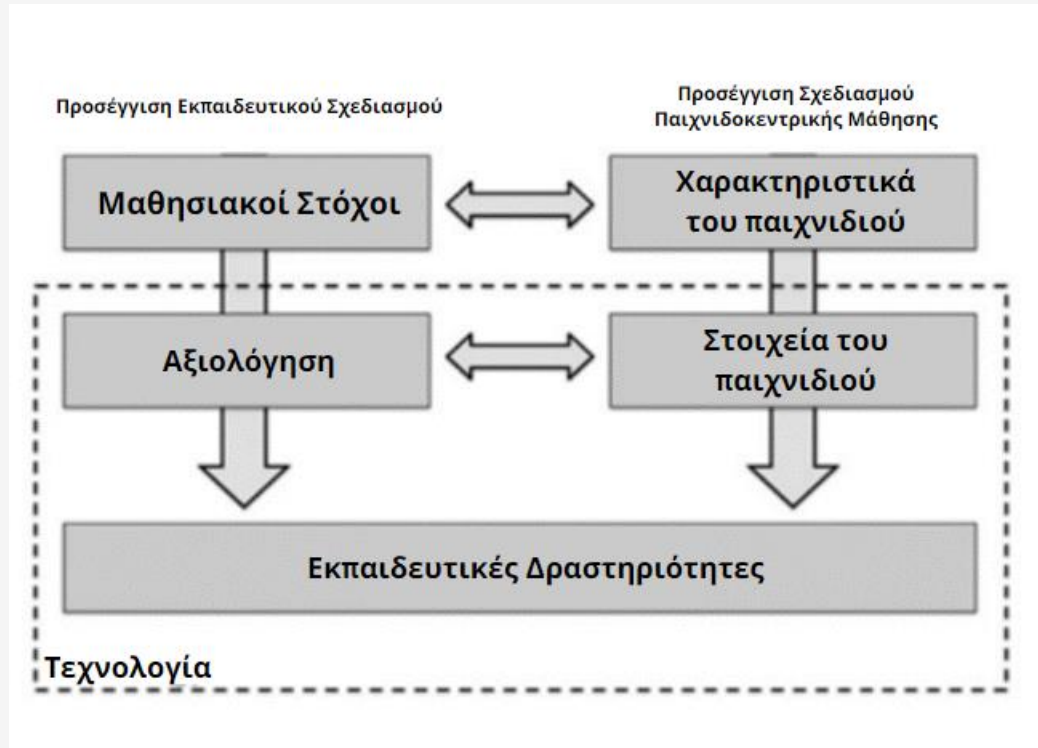 Προσέγγιση Εκπαιδευτικού Σχεδιασμού
Προσέγγιση Σχεδιασμού
Παιχνιδοκεντρικής Μάθησης
Μαθησιακοί Στόχοι
Χαρακτηριστικά
του παιχνιδιού
Αξιολόγηση
Στοιχεία του
παιχνιδιού
Εκπαιδευτικές Δραστηριότητες
Τεχνολογία